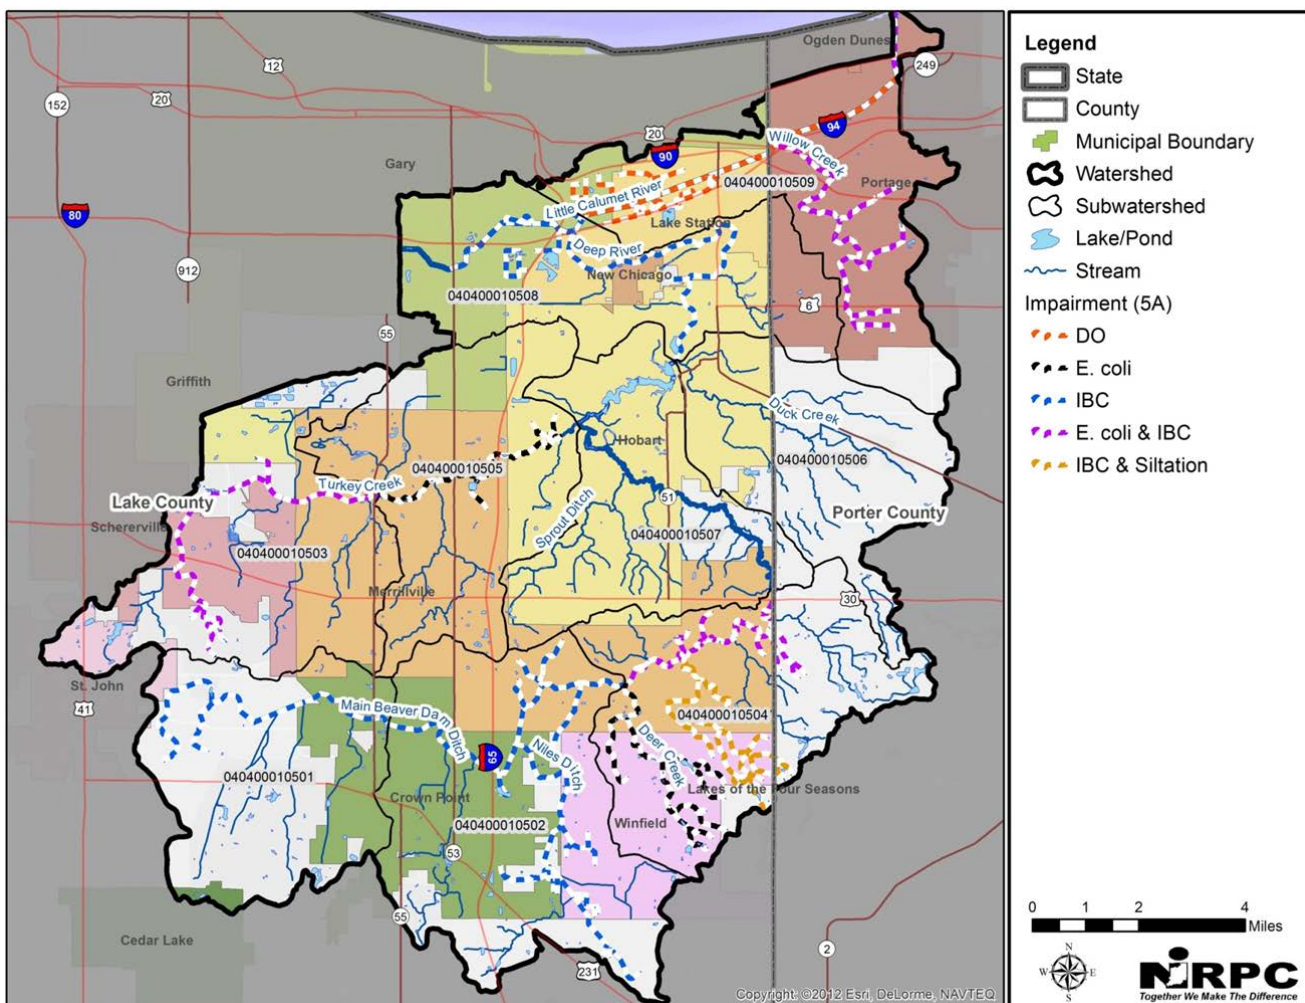 Ogden Dunes
249
12
152
20
20
94
Willow Creek
90
Gary
040400010509
Portage
Little Calumet River
80
Lake Station
Deep River
912
New Chicago
040400010508
6
55
Griffith
Duck Creek
Hobart
040400010505
040400010506
Turkey Creek
Lake County
51
Porter County
Schererville
Sprout Ditch
040400010507
040400010503
Merrillville
30
St. John
41
Main Beaver Dam Ditch
040400010504
65
Niles Ditch
Deer Creek
040400010501
Crown Point
Lakes of the Four Seasons
040400010502
Winfield
53
55
Cedar Lake
2
231
Copyright: ©2012 Esri, DeLorme, NAVTEQ
Legend
State
County
Municipal Boundary
Watershed
Subwatershed
Lake/Pond
Stream
Impairment (5A)
DO
E. coli
IBC
E. coli & IBC
IBC & Siltation
0 1 2 4
Miles
N
W E
S
NIRPC
Together We Make The Difference